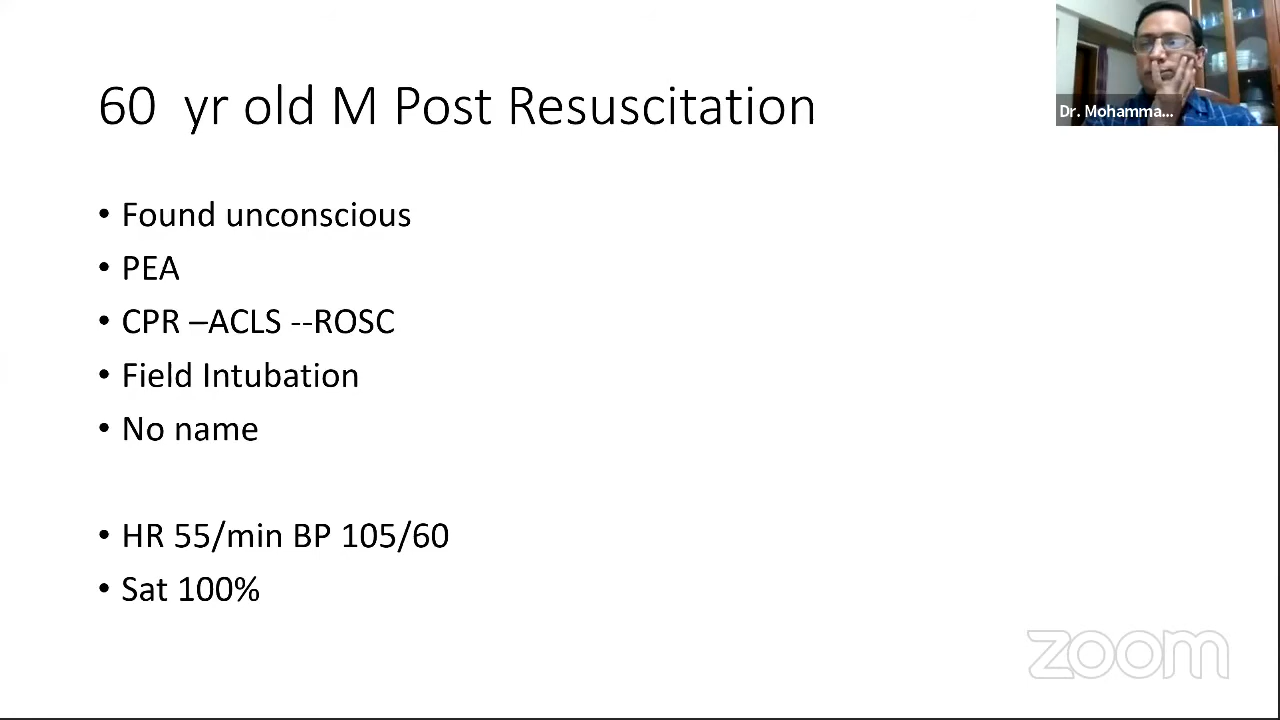 60 yr old M Post Resuscitation
Dr. Mohamma...
• Found unconscious
• PEA
• CPR –ACLS --ROSC
• Field Intubation
• No name
• HR 55/min BP 105/60
• Sat 100%
zoom